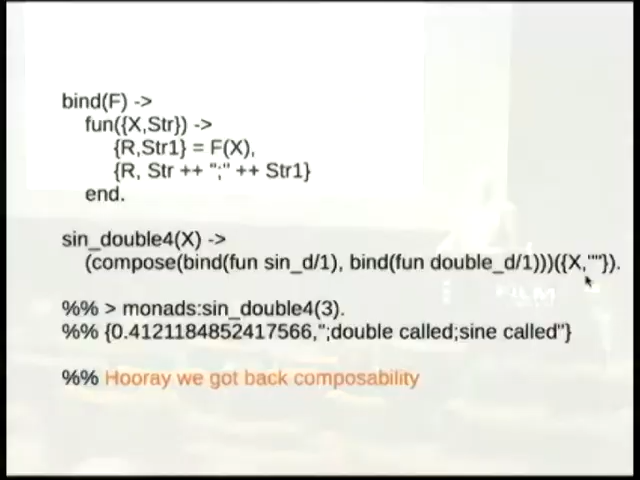 bind(F) ->
fun({X,Str}) ->
{R,Str1} = F(X),
{R, Str ++ ";" ++ Str1}
end.
sin_double4(X) ->
(compose(bind(fun sin_d/1), bind(fun double_d/1)))({X,""}).
%% > monads:sin_double4(3).
%% {0.4121184852417566,";double called;sine called"}
%% Hooray we got back composability